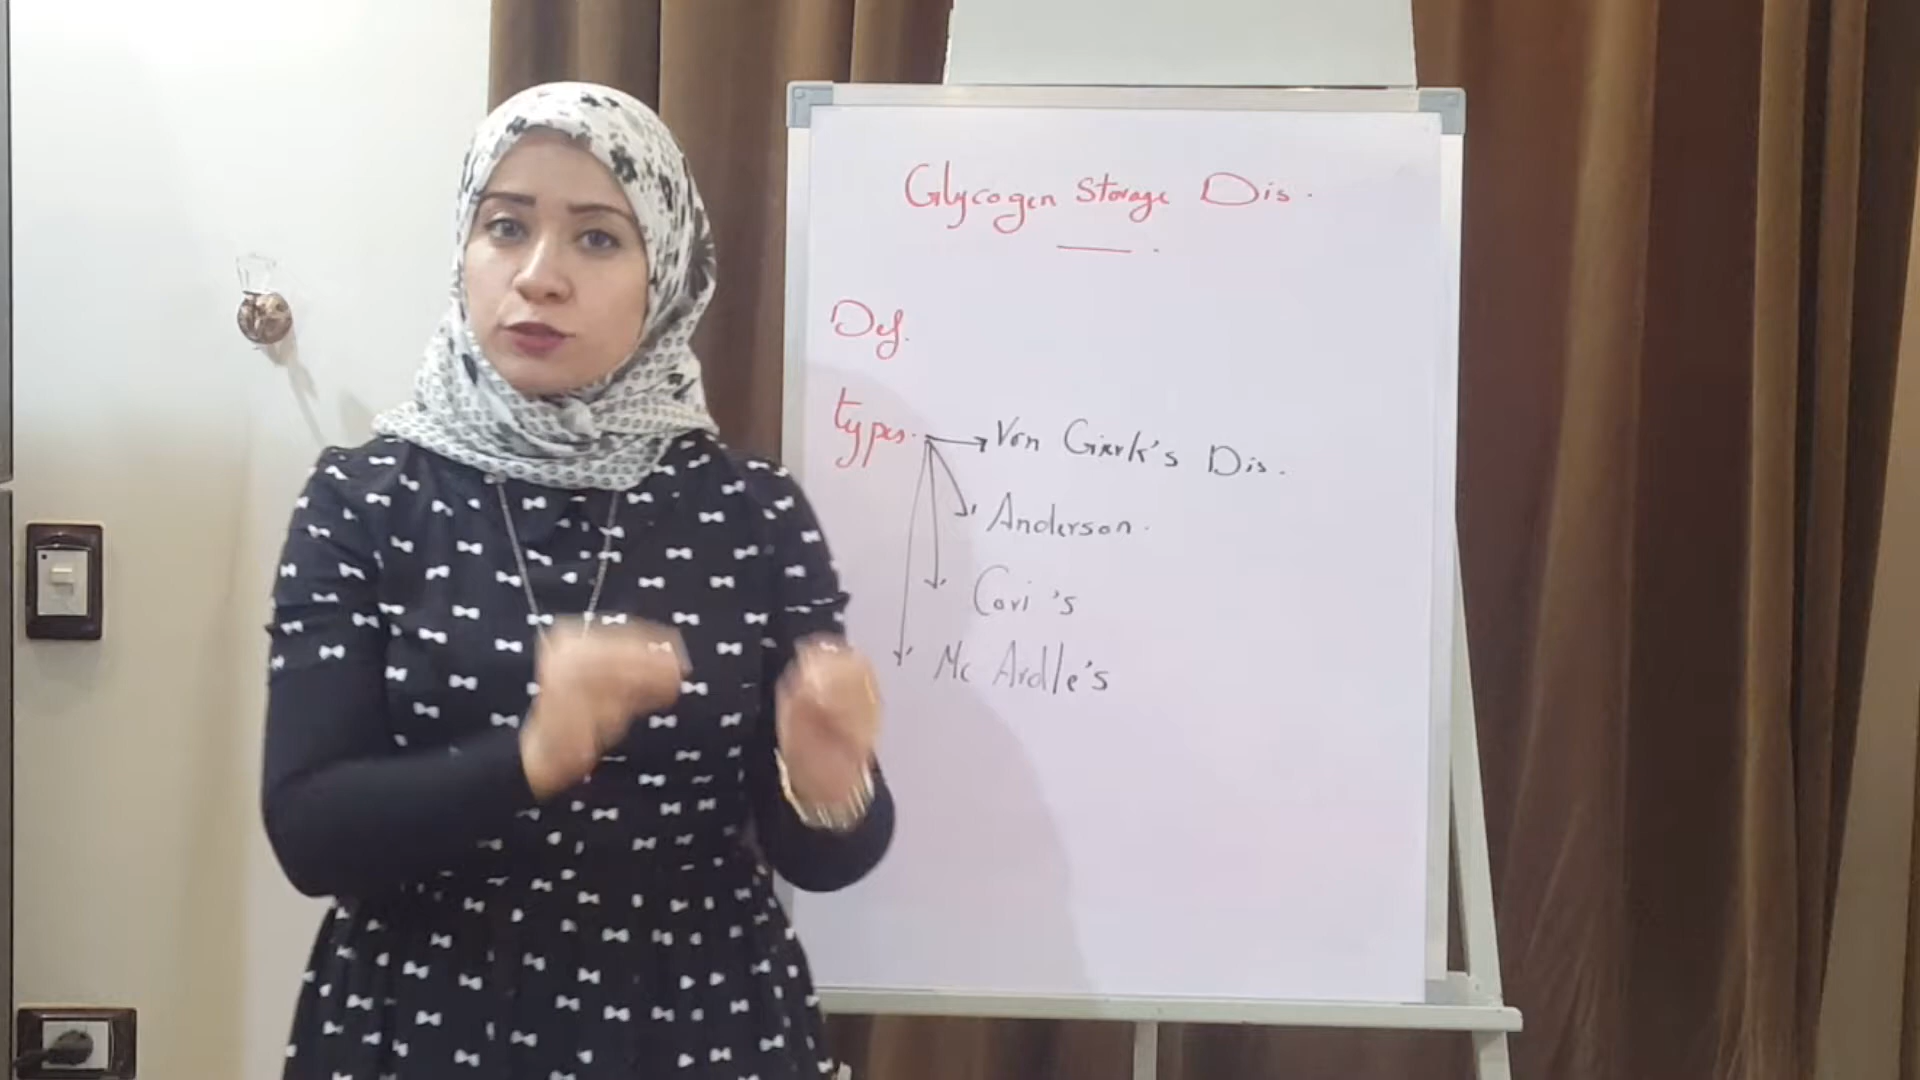 Glycogen Storage Dis.
Def.
types.
Von Gierk's Dis.
Anderson.
Cori's
Mc Ardle's